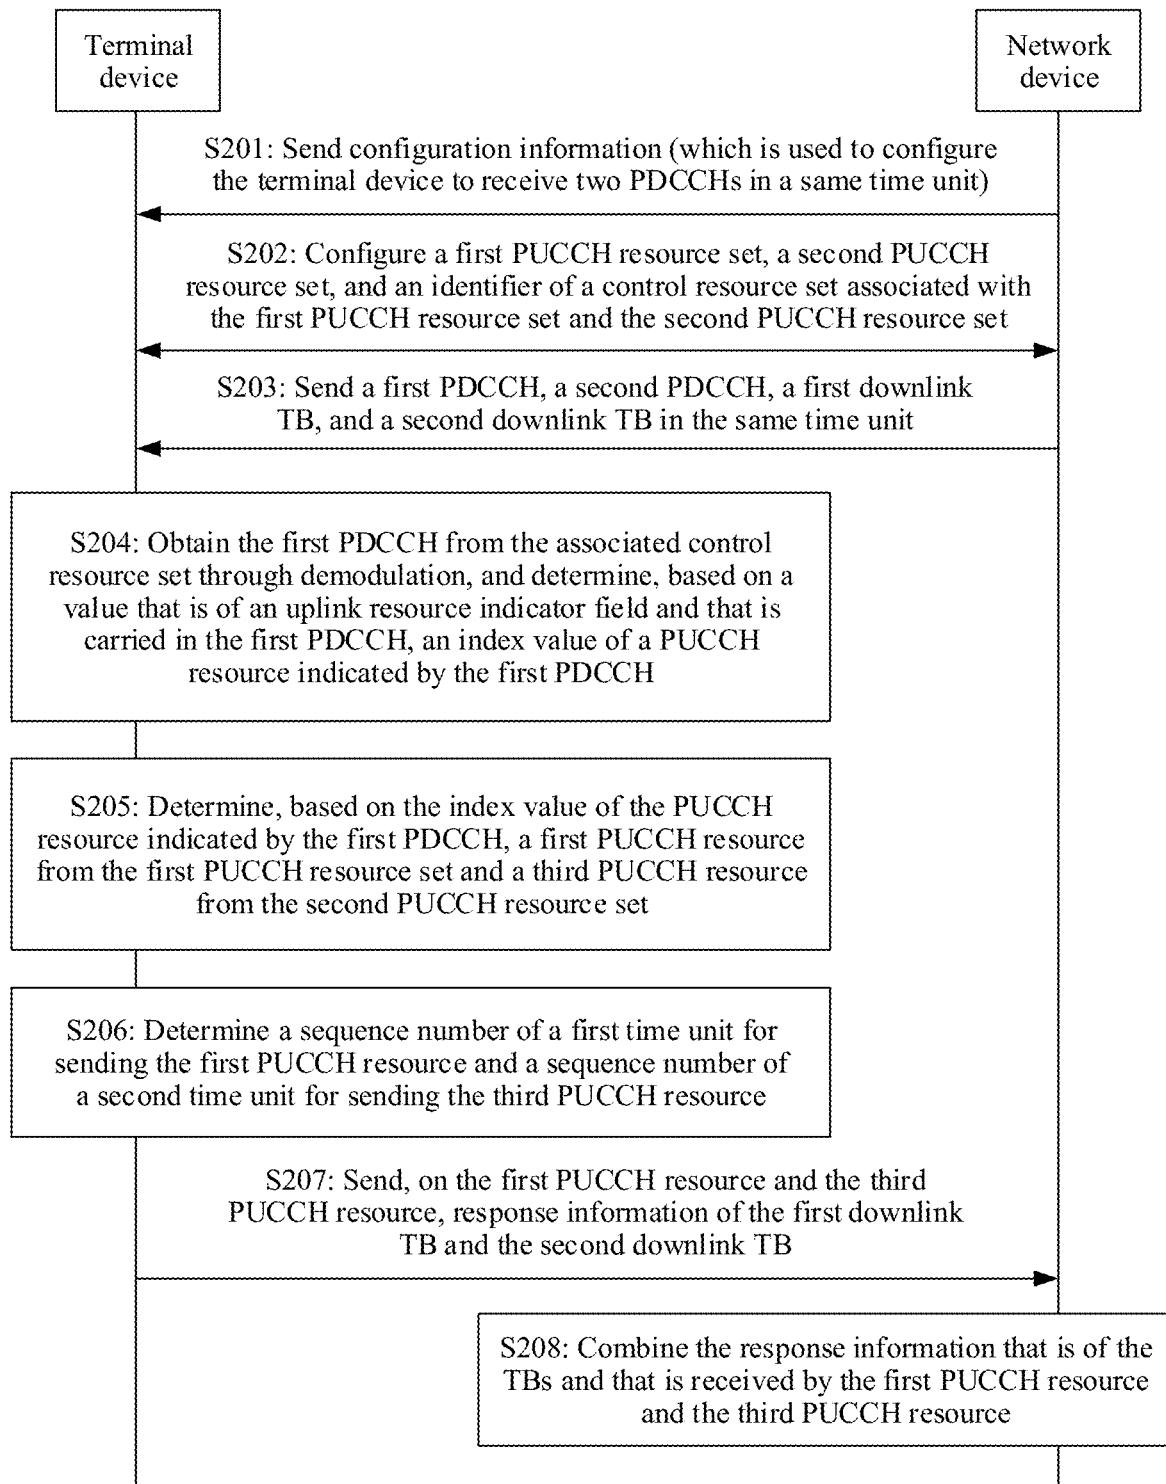 Terminal
device
Network
device
S201: Send configuration information (which is used to configure
the terminal device to receive two PDCCHs in a same time unit)
S202: Configure a first PUCCH resource set, a second PUCCH
resource set, and an identifier of a control resource set associated with
the first PUCCH resource set and the second PUCCH resource set
S203: Send a first PDCCH, a second PDCCH, a first downlink
TB, and a second downlink TB in the same time unit
S204: Obtain the first PDCCH from the associated control
resource set through demodulation, and determine, based on a
value that is of an uplink resource indicator field and that is
carried in the first PDCCH, an index value of a PUCCH
resource indicated by the first PDCCH
S205: Determine, based on the index value of the PUCCH
resource indicated by the first PDCCH, a first PUCCH resource
from the first PUCCH resource set and a third PUCCH resource
from the second PUCCH resource set
S206: Determine a sequence number of a first time unit for
sending the first PUCCH resource and a sequence number of
a second time unit for sending the third PUCCH resource
S207: Send, on the first PUCCH resource and the third
PUCCH resource, response information of the first downlink
TB and the second downlink TB
S208: Combine the response information that is of the
TBs and that is received by the first PUCCH resource
and the third PUCCH resource